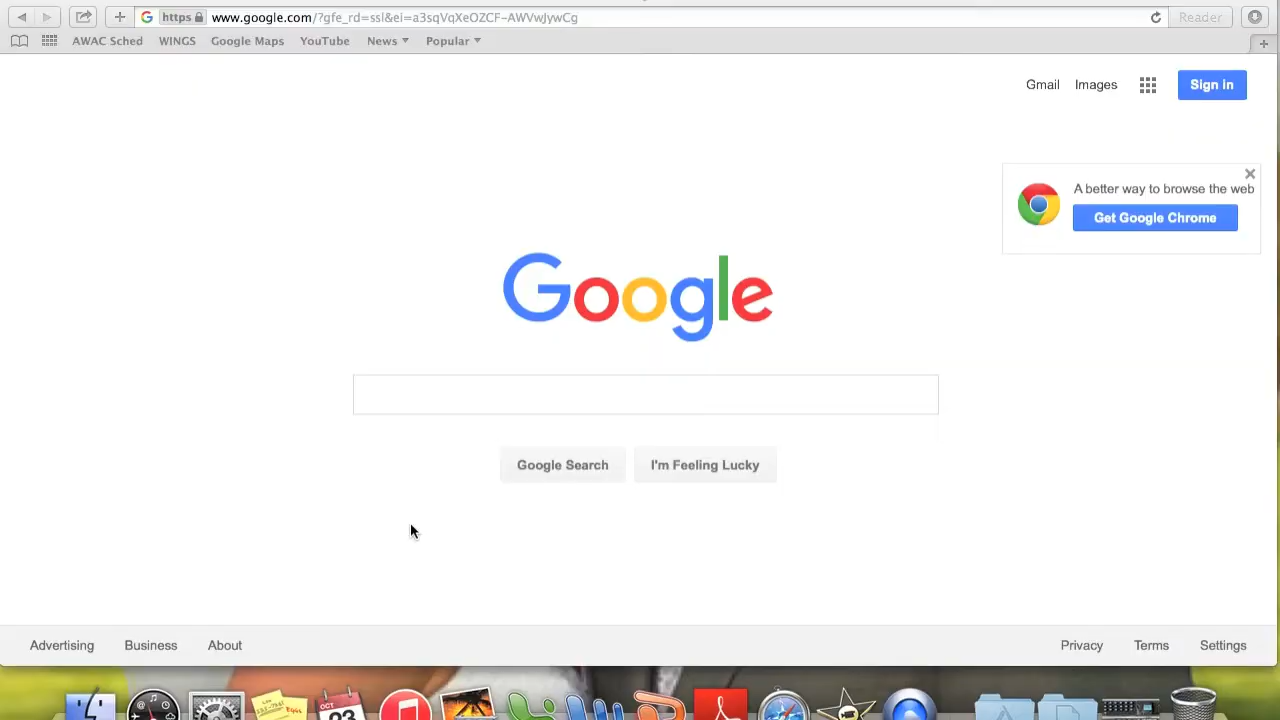 https www.google.com/?gfe_rd=ssl&ei=a3sqVqXeOZCF-AWVwJywCg Reader
AWAC Sched WINGS Google Maps YouTube News Popular
Gmail Images Sign in
A better way to browse the web
Get Google Chrome
Google
Google Search I'm Feeling Lucky
Advertising Business About Privacy Terms Settings
OCT
23